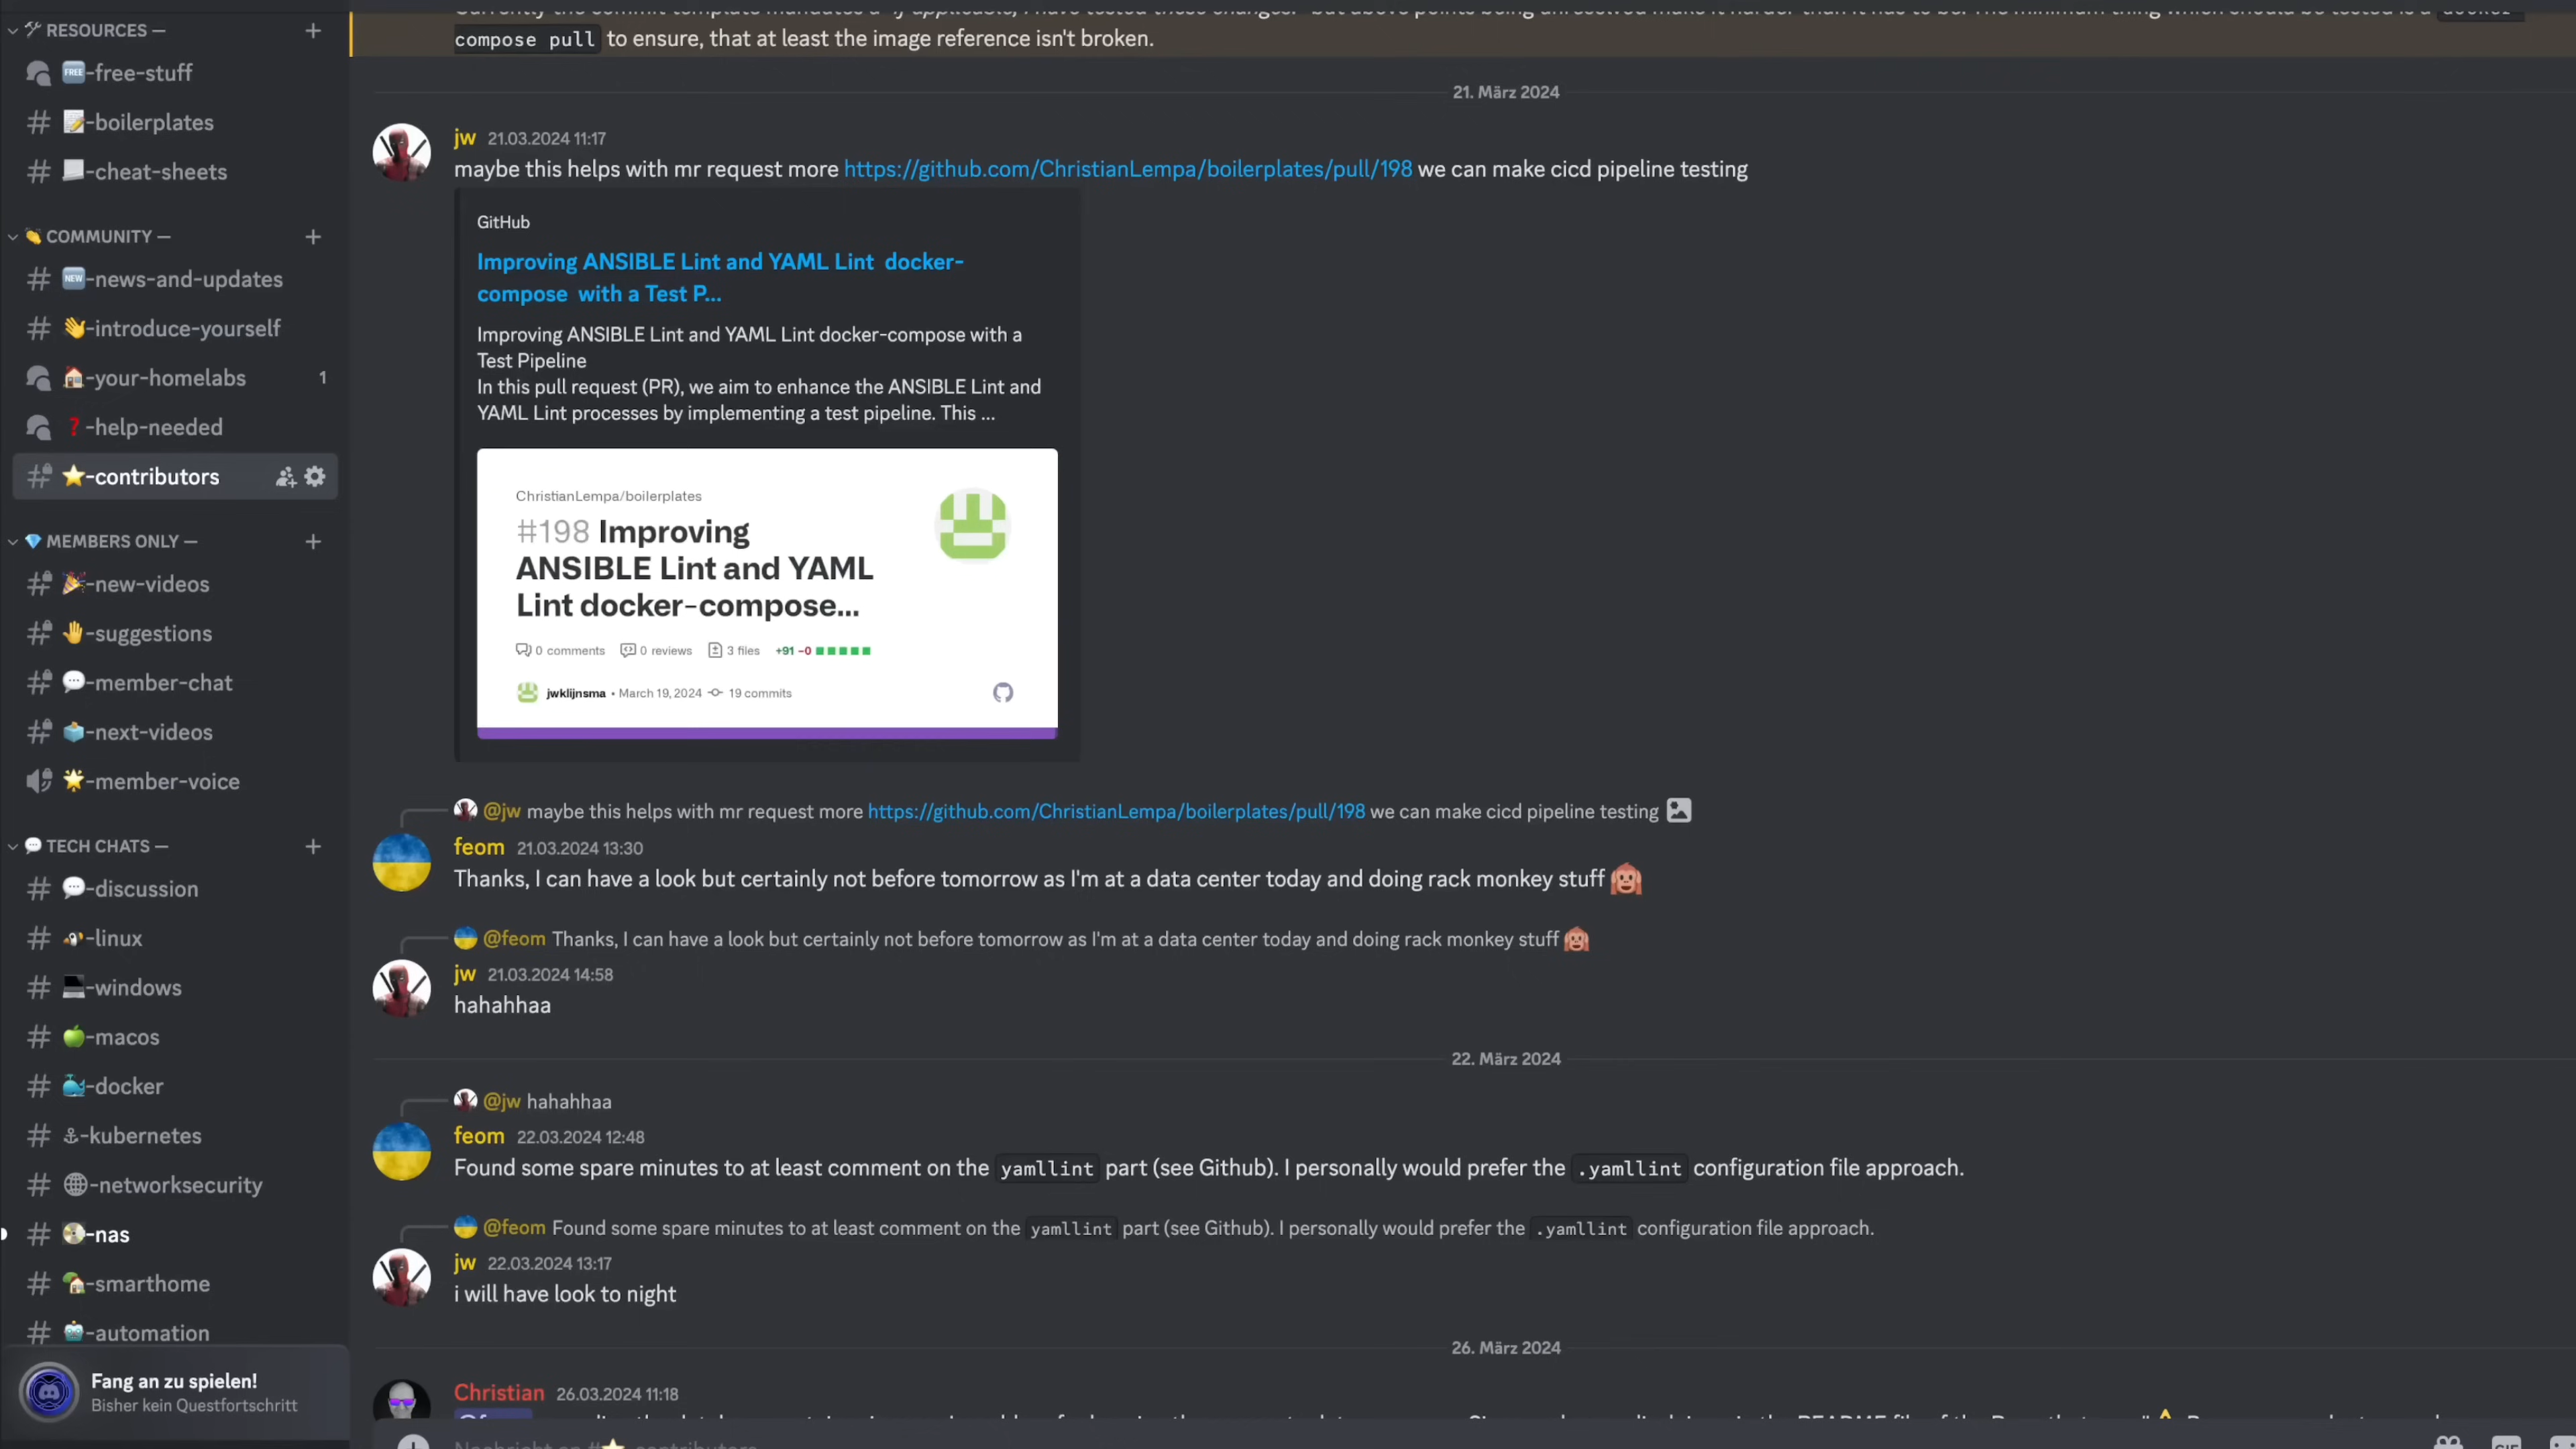 RESOURCES —
FREE -free-stuff
-boilerplates
-cheat-sheets
COMMUNITY —
NEW -news-and-updates
-introduce-yourself
-your-homelabs 1
-help-needed
-contributors
MEMBERS ONLY —
-new-videos
-suggestions
-member-chat
-next-videos
-member-voice
TECH CHATS —
-discussion
-linux
-windows
-macos
-docker
-kubernetes
-networksecurity
-nas
-smarthome
-automation
Fang an zu spielen!
Bisher kein Questfortschritt
compose pull to ensure, that at least the image reference isn't broken.
21. März 2024
jw 21.03.2024 11:17
maybe this helps with mr request more https://github.com/ChristianLempa/boilerplates/pull/198 we can make cicd pipeline testing
GitHub
Improving ANSIBLE Lint and YAML Lint docker-
compose with a Test P...
Improving ANSIBLE Lint and YAML Lint docker-compose with a
Test Pipeline
In this pull request (PR), we aim to enhance the ANSIBLE Lint and
YAML Lint processes by implementing a test pipeline. This ...
ChristianLempa/boilerplates
#198 Improving
ANSIBLE Lint and YAML
Lint docker-compose...
0 comments 0 reviews 3 files +91 -0
jwklijnsma • March 19, 2024 19 commits
@jw maybe this helps with mr request more https://github.com/ChristianLempa/boilerplates/pull/198 we can make cicd pipeline testing
feom 21.03.2024 13:30
Thanks, I can have a look but certainly not before tomorrow as I'm at a data center today and doing rack monkey stuff
@feom Thanks, I can have a look but certainly not before tomorrow as I'm at a data center today and doing rack monkey stuff
jw 21.03.2024 14:58
hahahhaa
22. März 2024
@jw hahahhaa
feom 22.03.2024 12:48
Found some spare minutes to at least comment on the yamllint part (see Github). I personally would prefer the .yamllint configuration file approach.
@feom Found some spare minutes to at least comment on the yamllint part (see Github). I personally would prefer the .yamllint configuration file approach.
jw 22.03.2024 13:17
i will have look to night
26. März 2024
Christian 26.03.2024 11:18